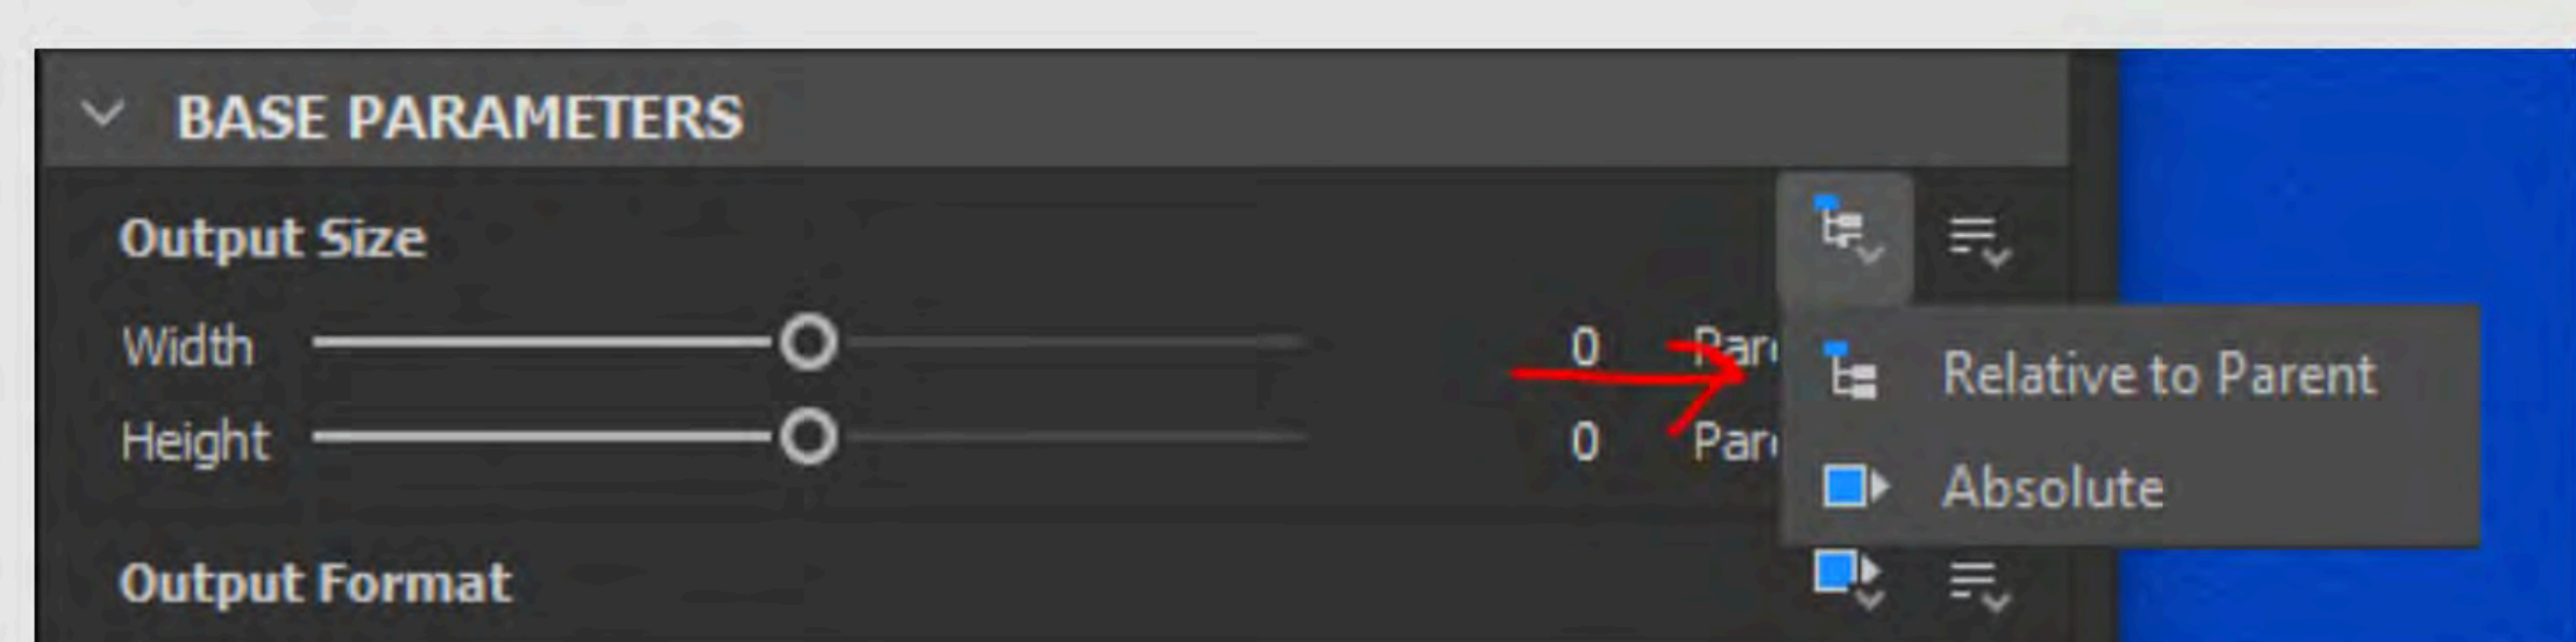 BASE PARAMETERS
Output Size
Width 0
Relative to Parent
Height 0
Absolute
Output Format